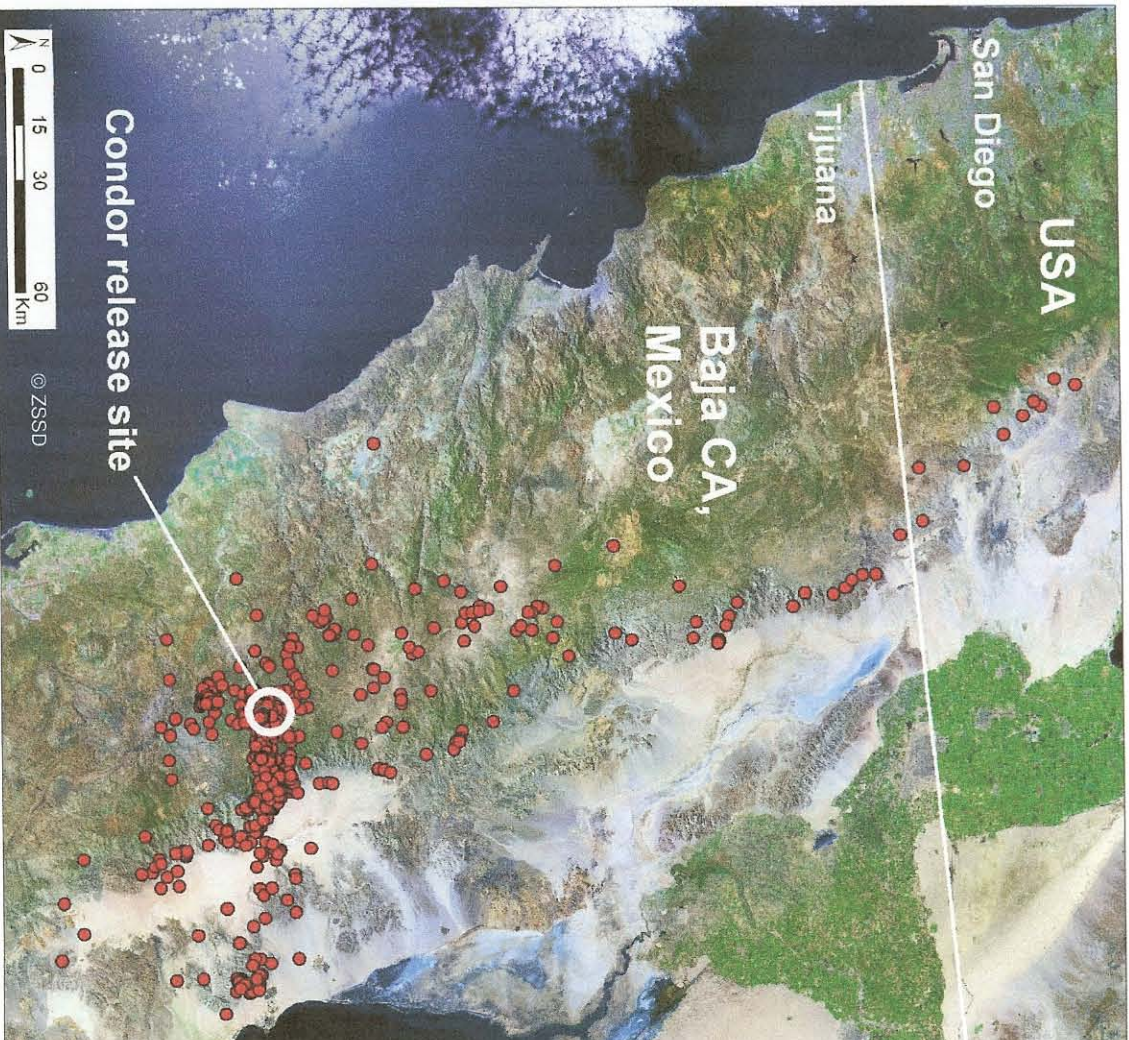 USA
San Diego
Tijuana
Baja CA,
Mexico
Condor release site
© ZSSD
N 0 15 30 60
Km